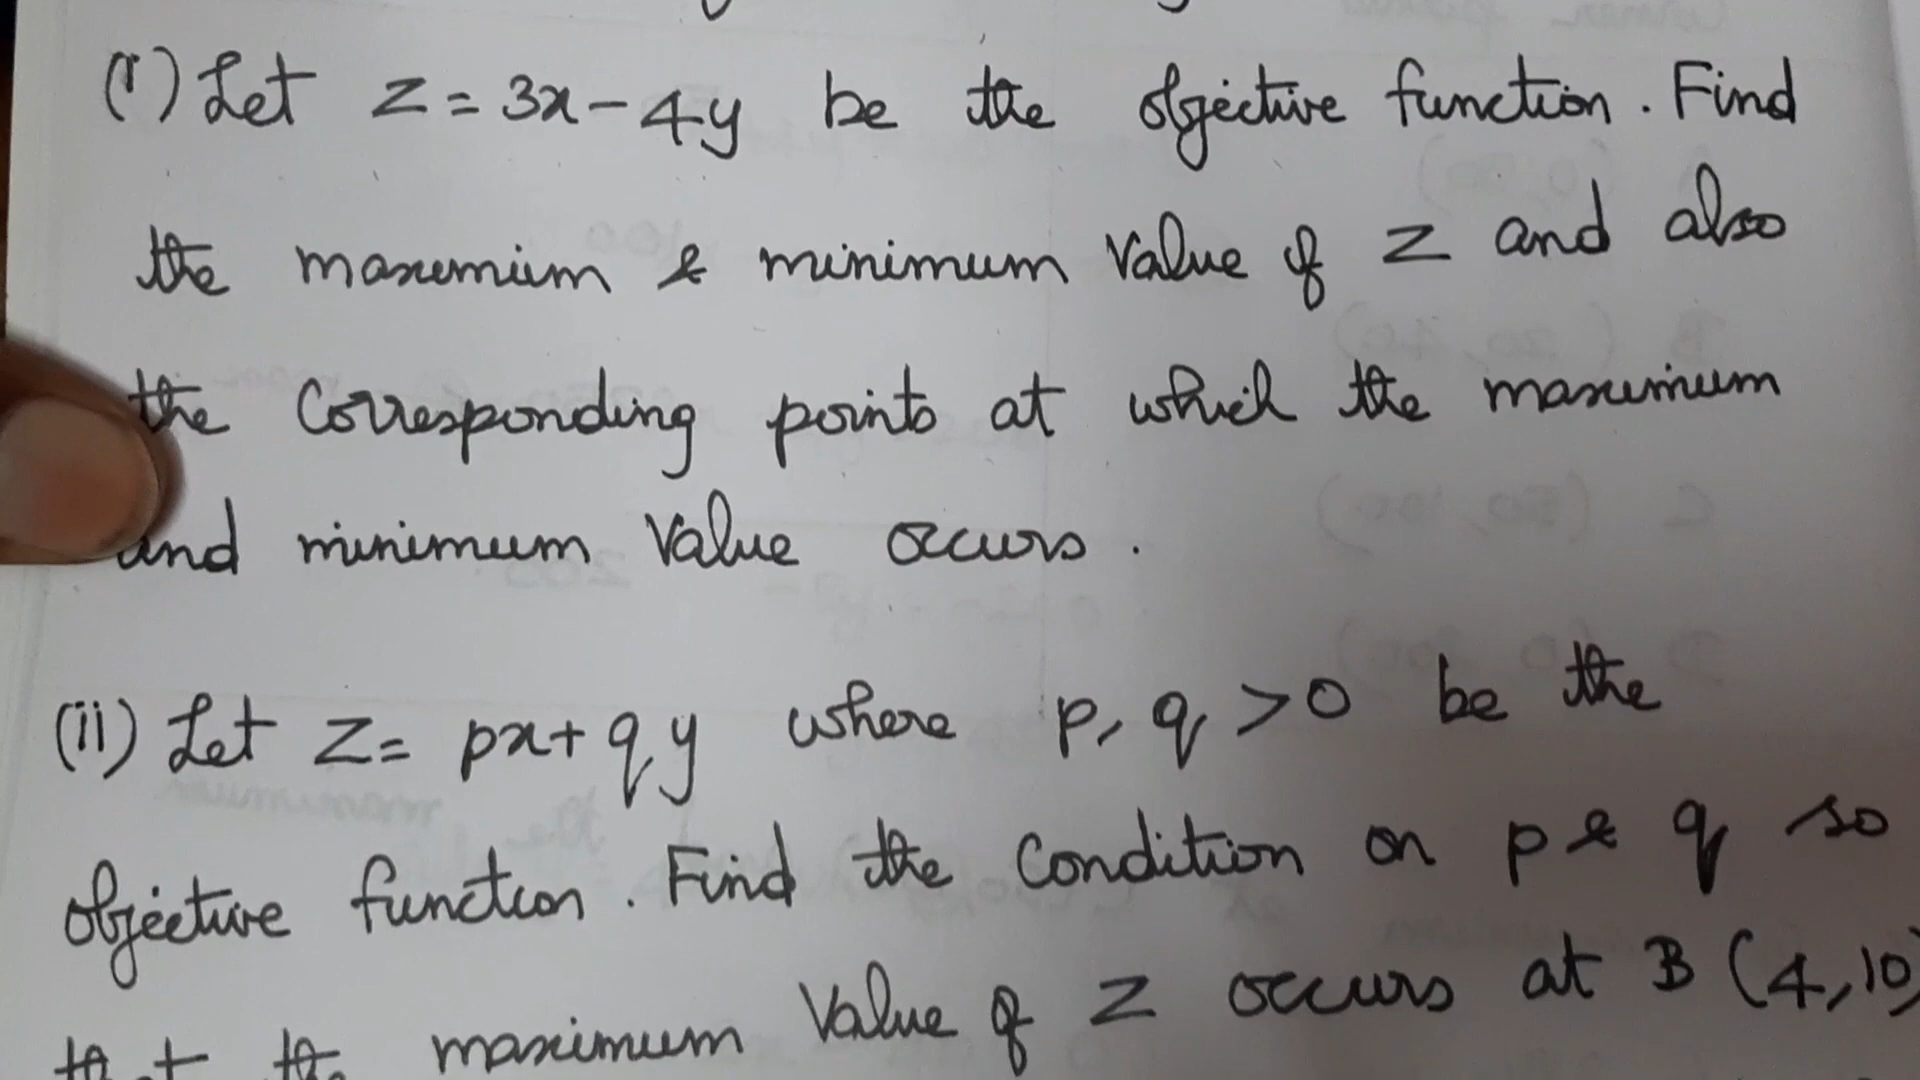 (i) Let z = 3x - 4y be the objective function. Find
the maximum & minimum value of z and also
the corresponding points at which the maximum
and minimum value occurs.
(ii) Let z = px + qy where p, q > 0 be the
objective function. Find the condition on p & q so
that the maximum value of z occurs at B (4,10)